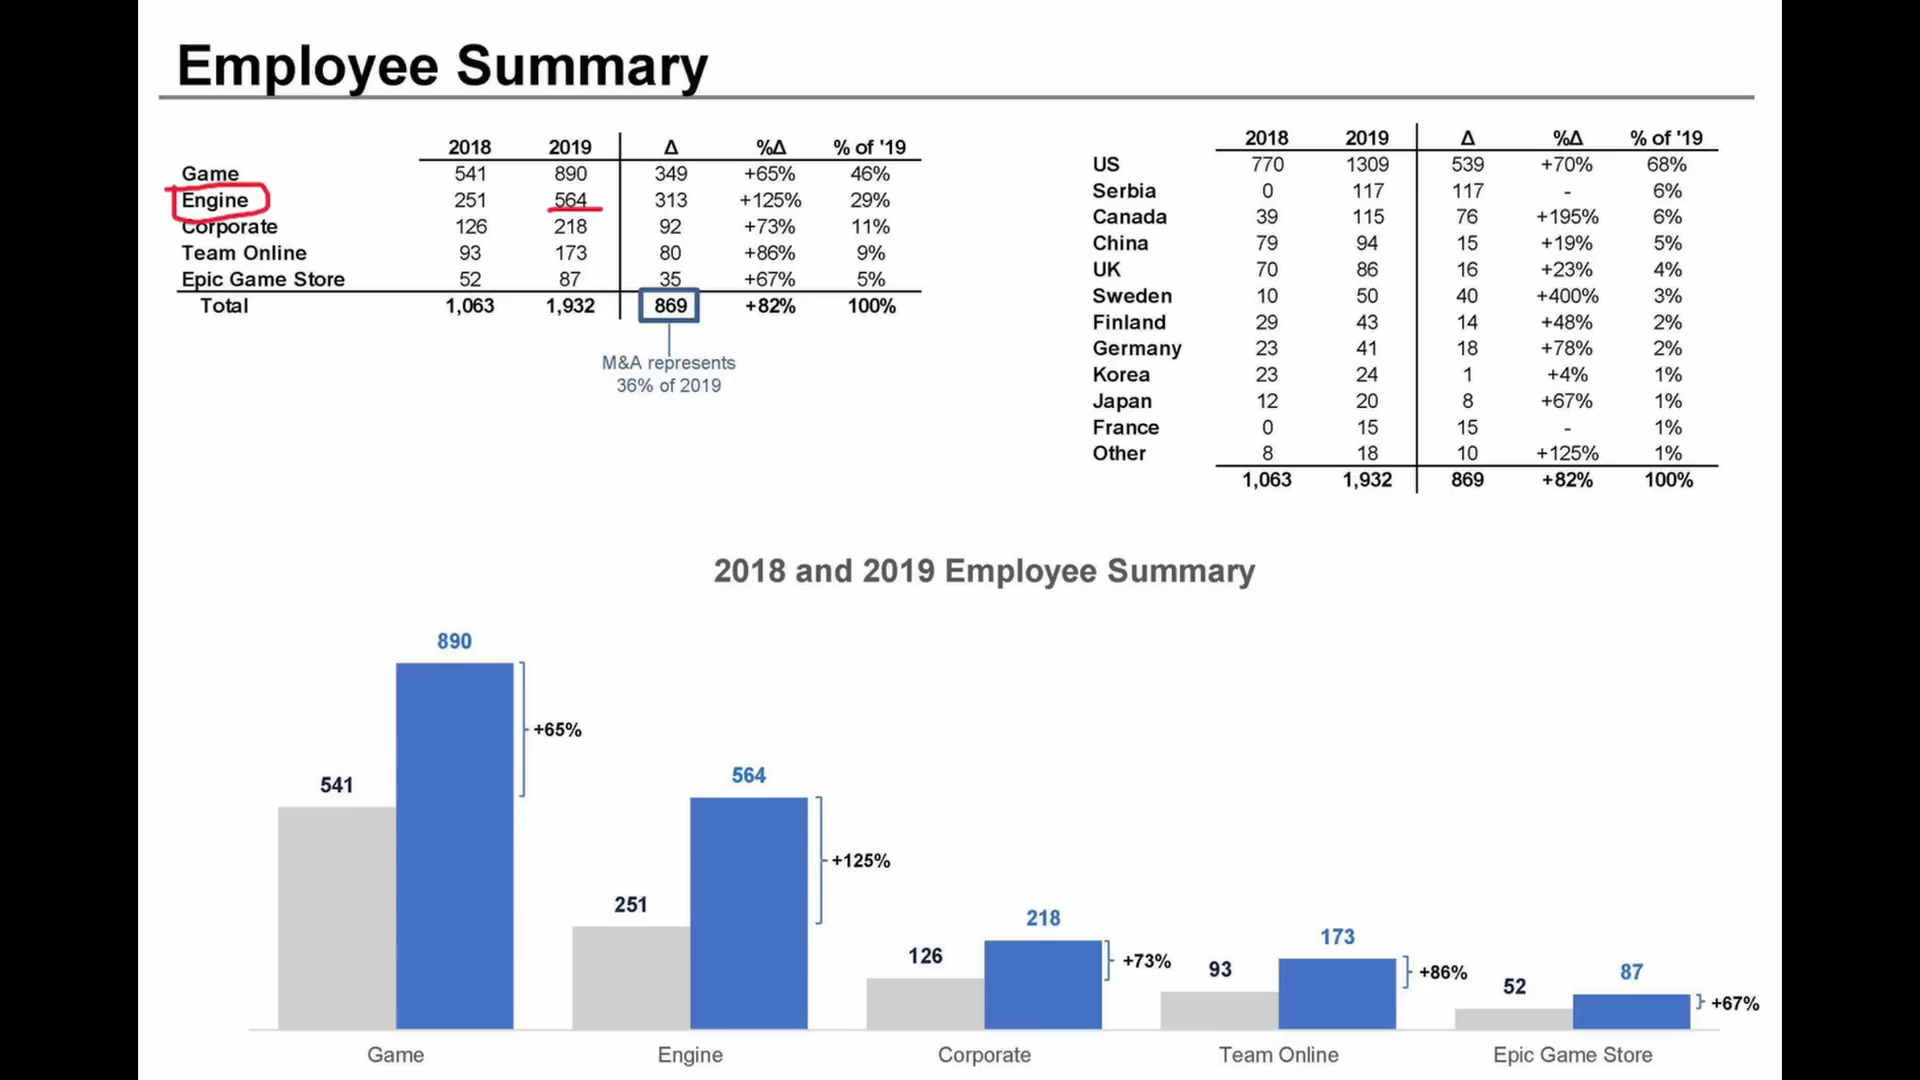 Employee Summary
2018 2019 Δ %Δ % of '19
Game 541 890 349 +65% 46%
Engine 251 564 313 +125% 29%
Corporate 126 218 92 +73% 11%
Team Online 93 173 80 +86% 9%
Epic Game Store 52 87 35 +67% 5%
Total 1,063 1,932 869 +82% 100%
M&A represents
36% of 2019
2018 2019 Δ %Δ % of '19
US 770 1309 539 +70% 68%
Serbia 0 117 117 - 6%
Canada 39 115 76 +195% 6%
China 79 94 15 +19% 5%
UK 70 86 16 +23% 4%
Sweden 10 50 40 +400% 3%
Finland 29 43 14 +48% 2%
Germany 23 41 18 +78% 2%
Korea 23 24 1 +4% 1%
Japan 12 20 8 +67% 1%
France 0 15 15 - 1%
Other 8 18 10 +125% 1%
1,063 1,932 869 +82% 100%
2018 and 2019 Employee Summary
541 890 +65%
251 564 +125%
126 218 +73%
93 173 +86%
52 87 +67%
Game Engine Corporate Team Online Epic Game Store